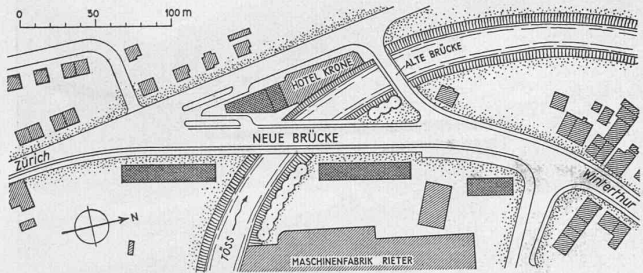 0 50 100 m
ALTE BRÜCKE
HOTEL KRONE
NEUE BRÜCKE
Zürich
Winterthur
N
TÖSS
MASCHINENFABRIK RIETER